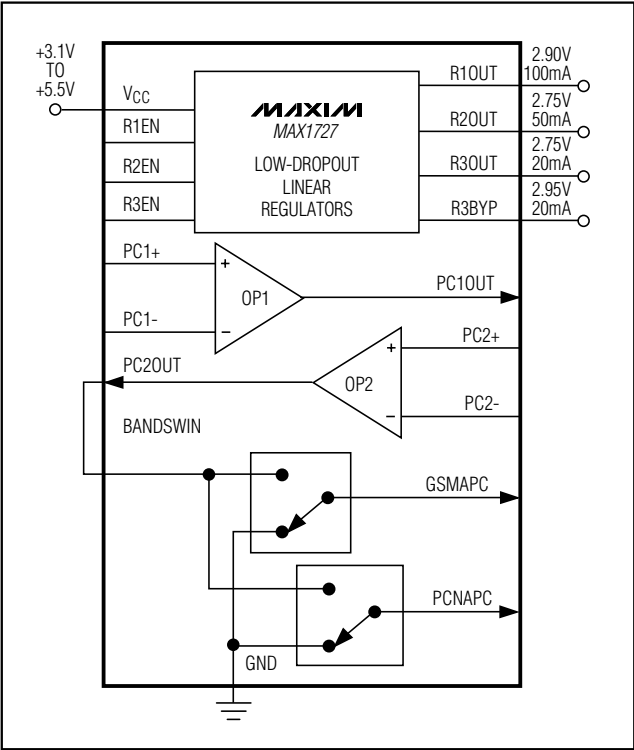 +3.1V
TO
+5.5V
VCC
R1EN
R2EN
R3EN
MAXIM
MAX1727
LOW-DROPOUT
LINEAR
REGULATORS
R1OUT
2.90V
100mA
R2OUT
2.75V
50mA
R3OUT
2.75V
20mA
R3BYP
2.95V
20mA
PC1+
+
OP1
PC1-
−
PC1OUT
PC2+
+
OP2
PC2OUT
PC2-
−
BANDSWIN
GSMAPC
PCNAPC
GND